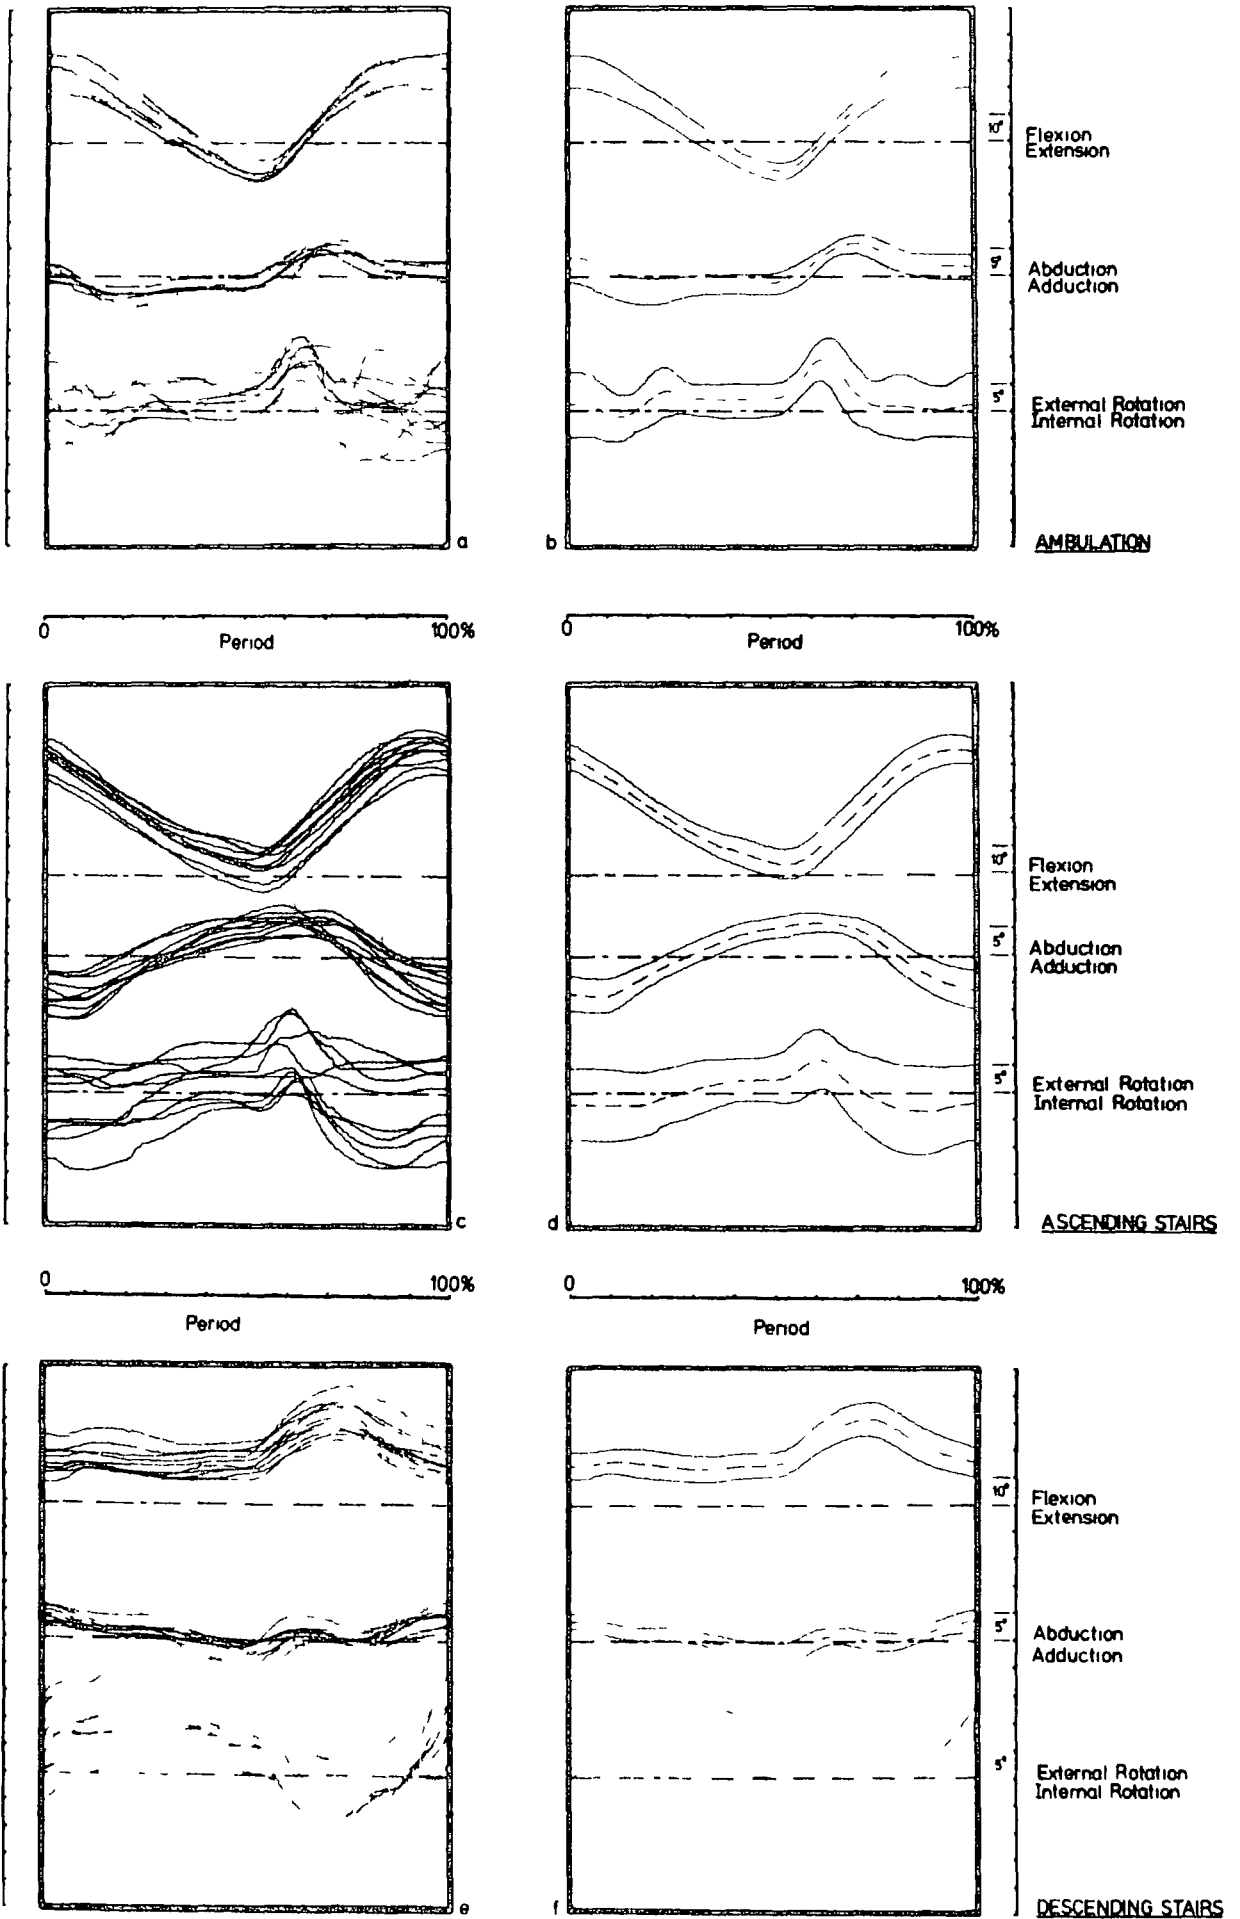 10°
Flexion
Extension
5°
Abduction
Adduction
5°
External Rotation
Internal Rotation
a
b
AMBULATION
0
100%
Period
0
100%
Period
10°
Flexion
Extension
5°
Abduction
Adduction
5°
External Rotation
Internal Rotation
c
d
ASCENDING STAIRS
0
100%
Period
0
100%
Period
10°
Flexion
Extension
5°
Abduction
Adduction
5°
External Rotation
Internal Rotation
e
f
DESCENDING STAIRS